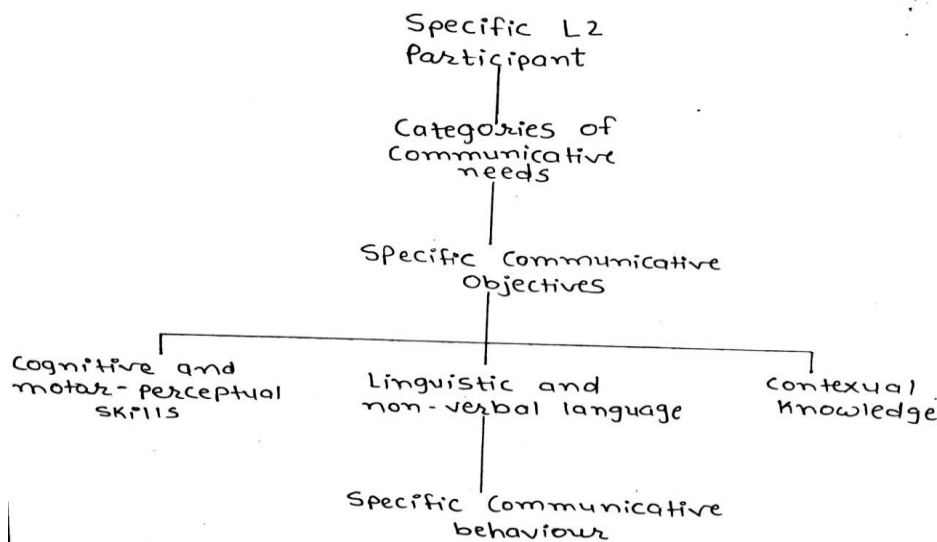 Specific L2
Participant
Categories of
Communicative
needs
Specific Communicative
Objectives
Cognitive and
motar-perceptual
skills
Linguistic and
non-verbal language
Contexual
Knowledge
Specific Communicative
behaviour